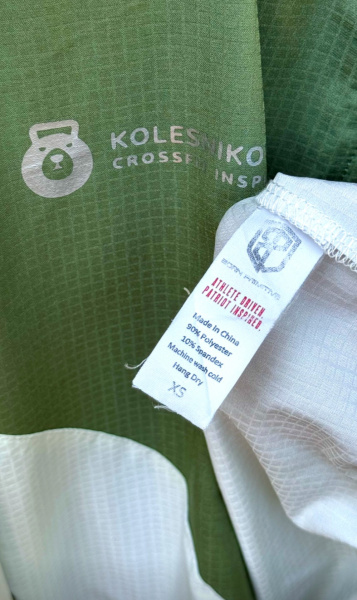 KOLESNIKO
CROSSF INSP
BORN PRIMITIVE
ATHLETE DRIVEN.
PATRIOT INSPIRED.
Made in China
90% Polyester
10% Spandex
Machine wash cold
Hang Dry
XS